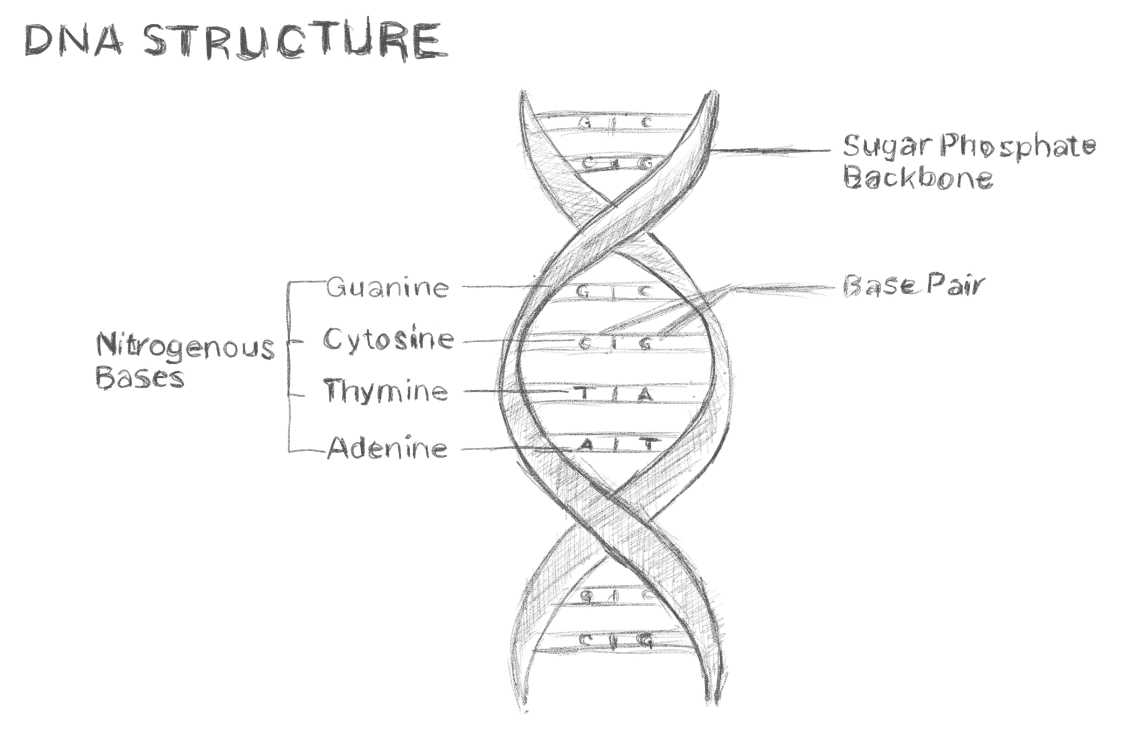 DNA STRUCTURE
G | C
C | G
Sugar Phosphate
Backbone
Guanine
G | C
Base Pair
Nitrogenous
Bases
Cytosine
C | G
Thymine
T | A
Adenine
A | T
G | C
C | G